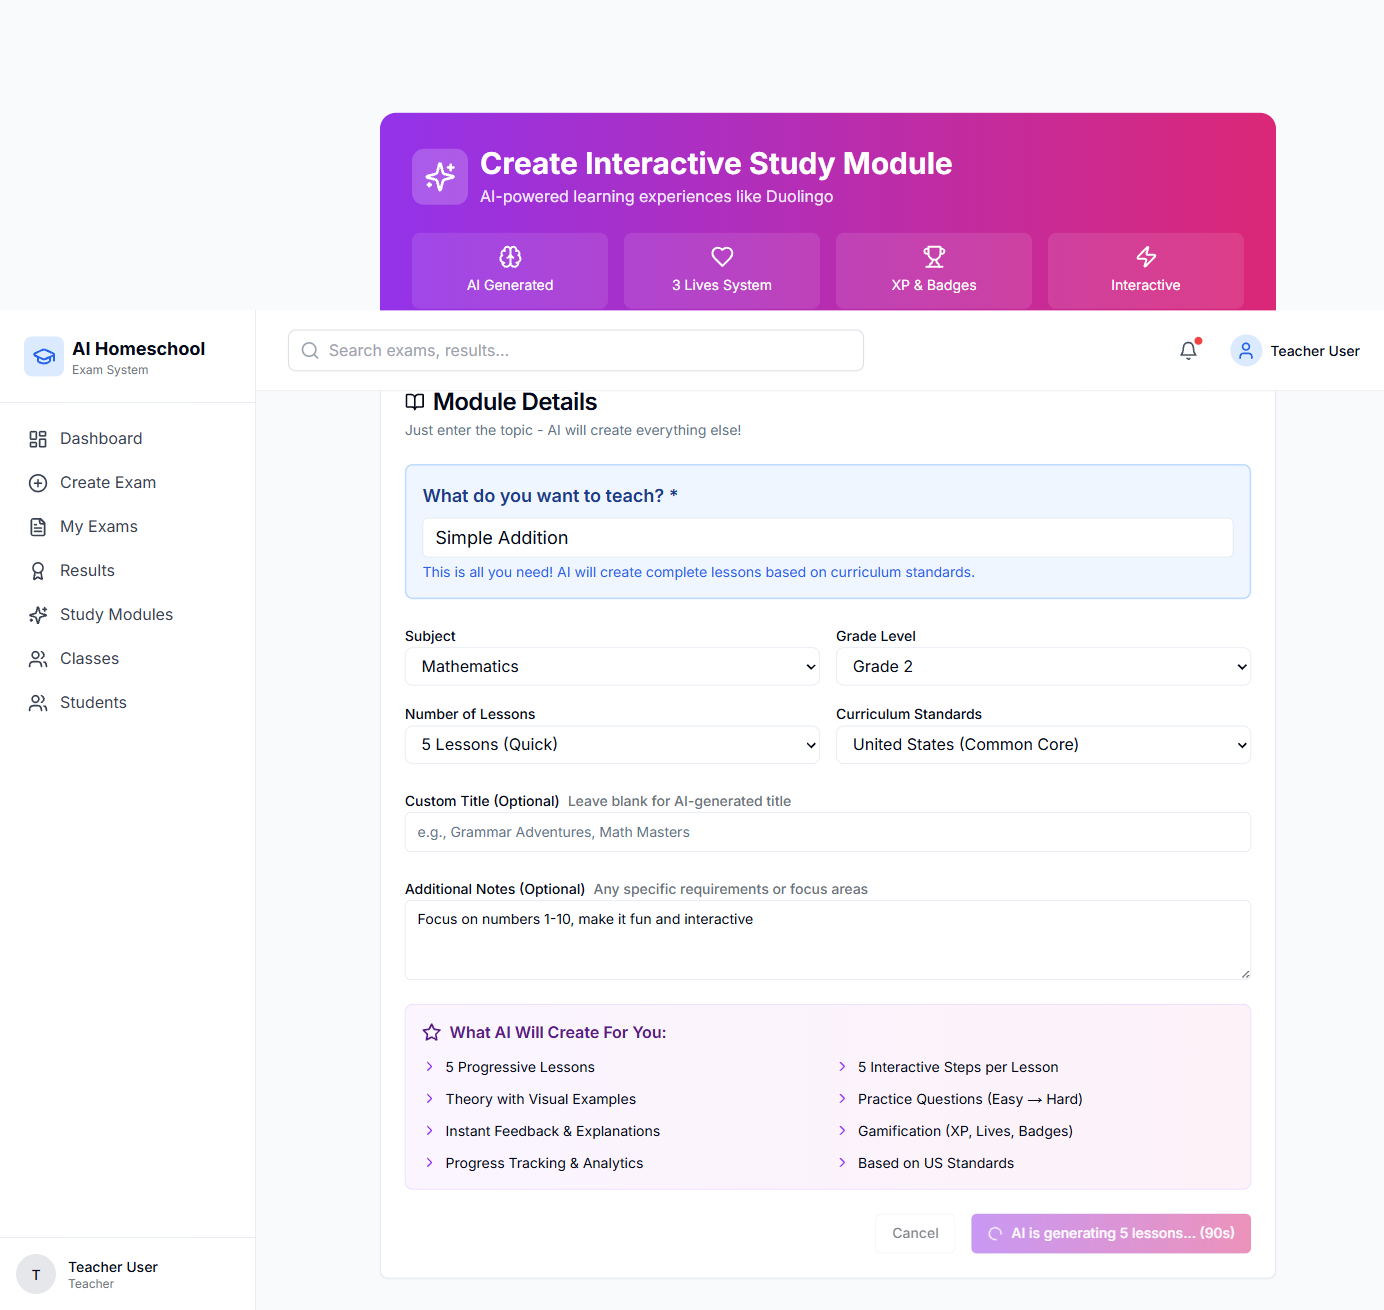 Create Interactive Study Module
AI-powered learning experiences like Duolingo
AI Generated
3 Lives System
XP & Badges
Interactive
AI Homeschool
Exam System
Search exams, results...
Teacher User
Dashboard
Create Exam
My Exams
Results
Study Modules
Classes
Students
Module Details
Just enter the topic - AI will create everything else!
What do you want to teach? *
Simple Addition
This is all you need! AI will create complete lessons based on curriculum standards.
Subject
Mathematics
Grade Level
Grade 2
Number of Lessons
5 Lessons (Quick)
Curriculum Standards
United States (Common Core)
Custom Title (Optional) Leave blank for AI-generated title
e.g., Grammar Adventures, Math Masters
Additional Notes (Optional) Any specific requirements or focus areas
Focus on numbers 1-10, make it fun and interactive
What AI Will Create For You:
5 Progressive Lessons
5 Interactive Steps per Lesson
Theory with Visual Examples
Practice Questions (Easy → Hard)
Instant Feedback & Explanations
Gamification (XP, Lives, Badges)
Progress Tracking & Analytics
Based on US Standards
Cancel
AI is generating 5 lessons... (90s)
T
Teacher User
Teacher